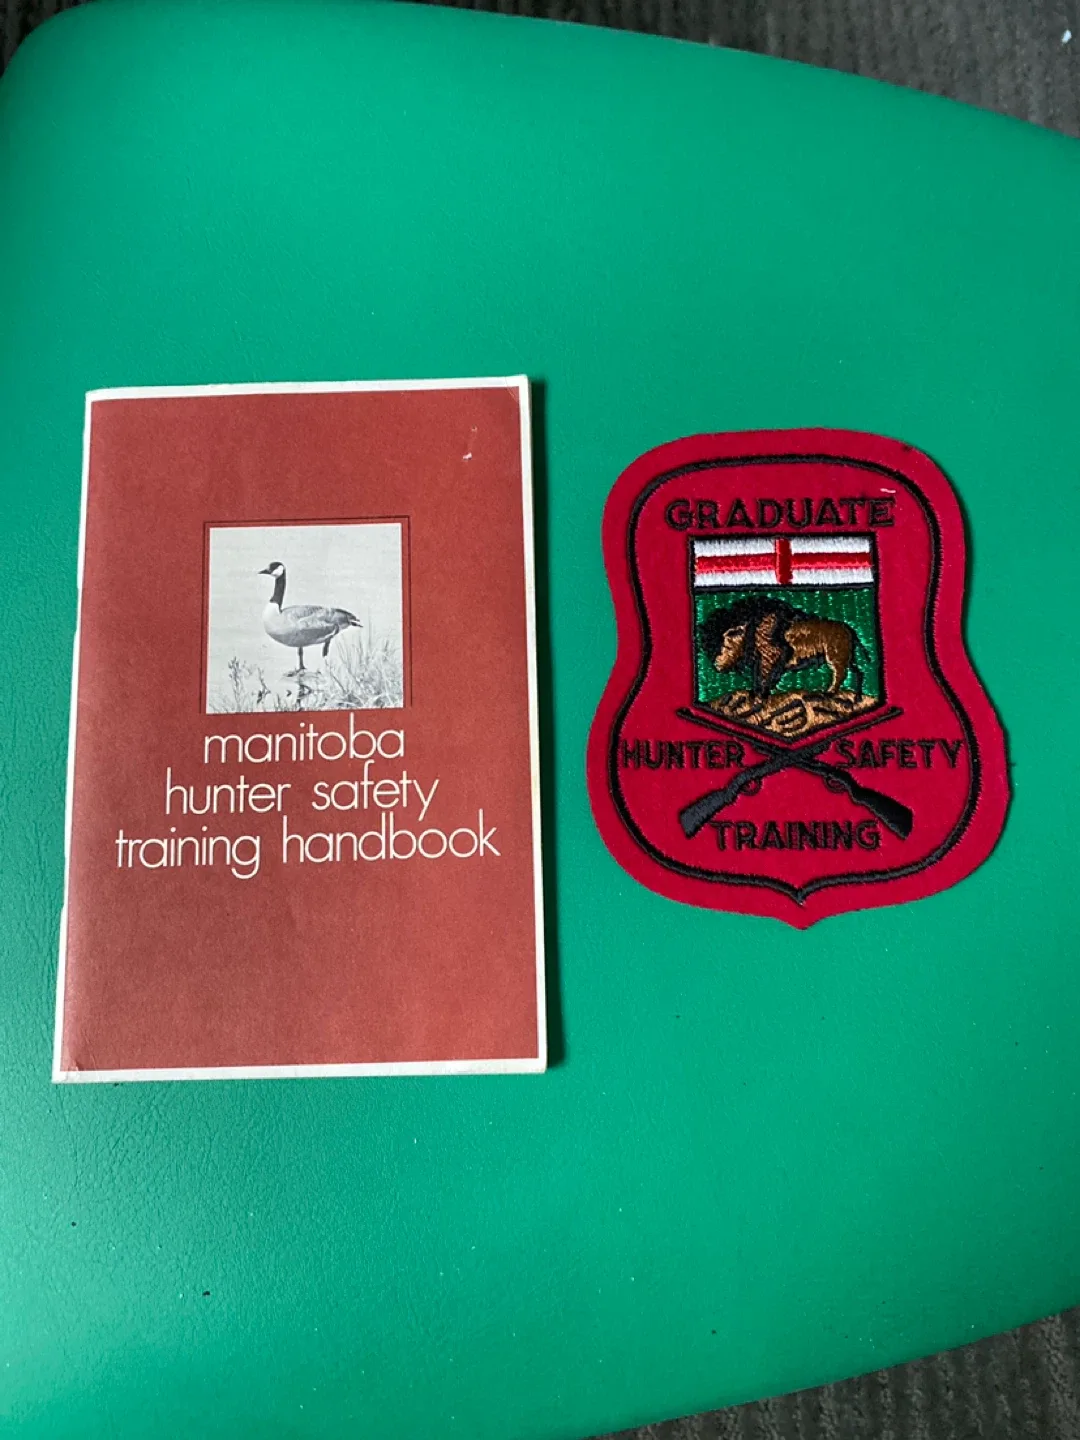 manitoba
hunter safety
training handbook
GRADUATE
HUNTER SAFETY
TRAINING